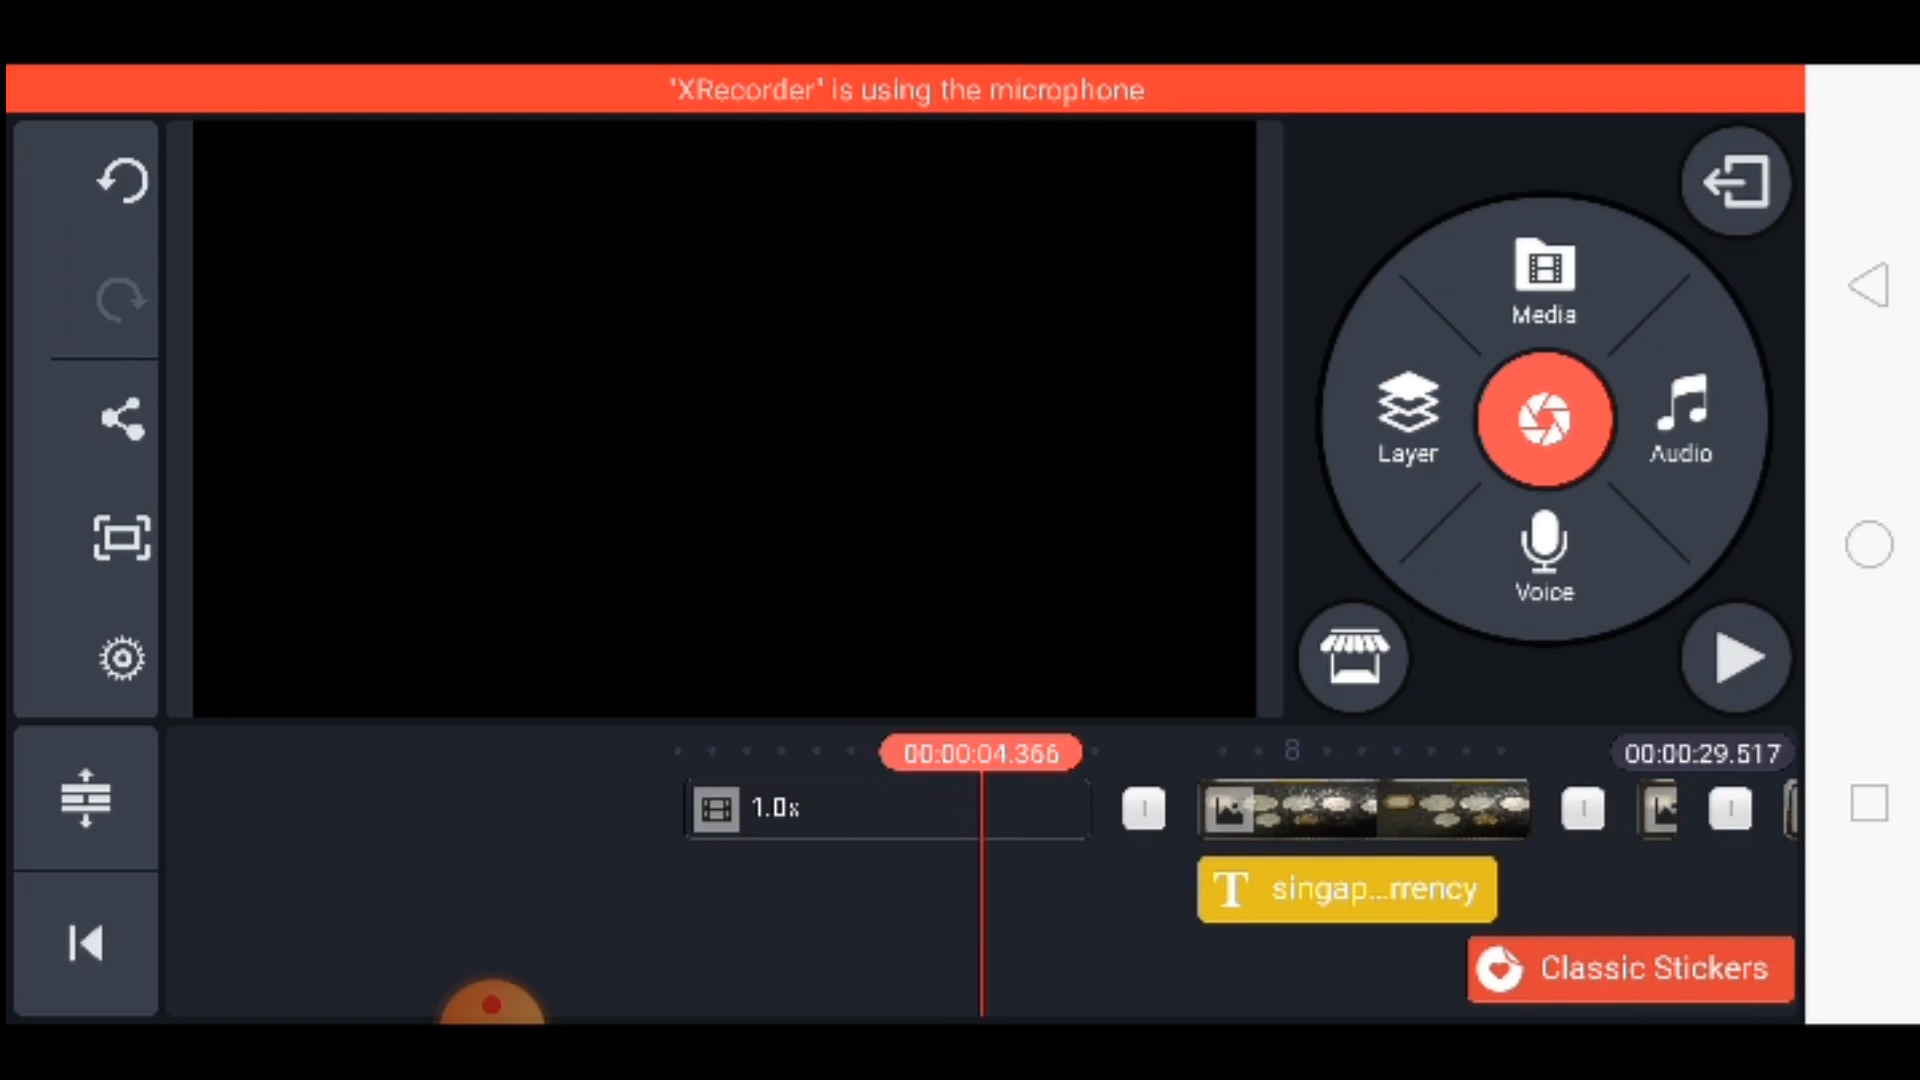 'XRecorder' is using the microphone
Media
Layer
Audio
Voice
00:00:04.366
8
00:00:29.517
1.0x
T singap...rrency
Classic Stickers